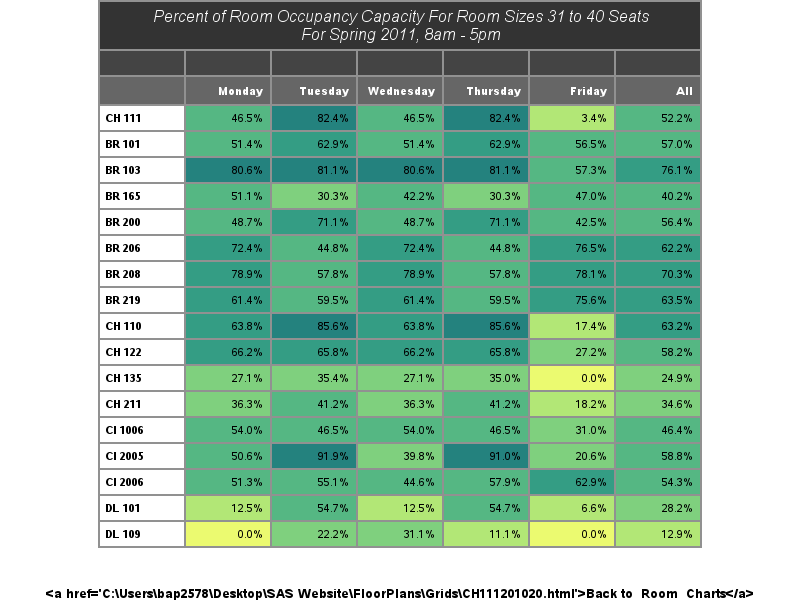 Percent of Room Occupancy Capacity For Room Sizes 31 to 40 Seats
For Spring 2011, 8am - 5pm
Monday Tuesday Wednesday Thursday Friday All
CH 111 46.5% 82.4% 46.5% 82.4% 3.4% 52.2%
BR 101 51.4% 62.9% 51.4% 62.9% 56.5% 57.0%
BR 103 80.6% 81.1% 80.6% 81.1% 57.3% 76.1%
BR 165 51.1% 30.3% 42.2% 30.3% 47.0% 40.2%
BR 200 48.7% 71.1% 48.7% 71.1% 42.5% 56.4%
BR 206 72.4% 44.8% 72.4% 44.8% 76.5% 62.2%
BR 208 78.9% 57.8% 78.9% 57.8% 78.1% 70.3%
BR 219 61.4% 59.5% 61.4% 59.5% 75.6% 63.5%
CH 110 63.8% 85.6% 63.8% 85.6% 17.4% 63.2%
CH 122 66.2% 65.8% 66.2% 65.8% 27.2% 58.2%
CH 135 27.1% 35.4% 27.1% 35.0% 0.0% 24.9%
CH 211 36.3% 41.2% 36.3% 41.2% 18.2% 34.6%
CI 1006 54.0% 46.5% 54.0% 46.5% 31.0% 46.4%
CI 2005 50.6% 91.9% 39.8% 91.0% 20.6% 58.8%
CI 2006 51.3% 55.1% 44.6% 57.9% 62.9% 54.3%
DL 101 12.5% 54.7% 12.5% 54.7% 6.6% 28.2%
DL 109 0.0% 22.2% 31.1% 11.1% 0.0% 12.9%
<a href='C:\Users\bap2578\Desktop\SAS Website\FloorPlans\Grids\CH111201020.html'>Back to Room Charts</a>